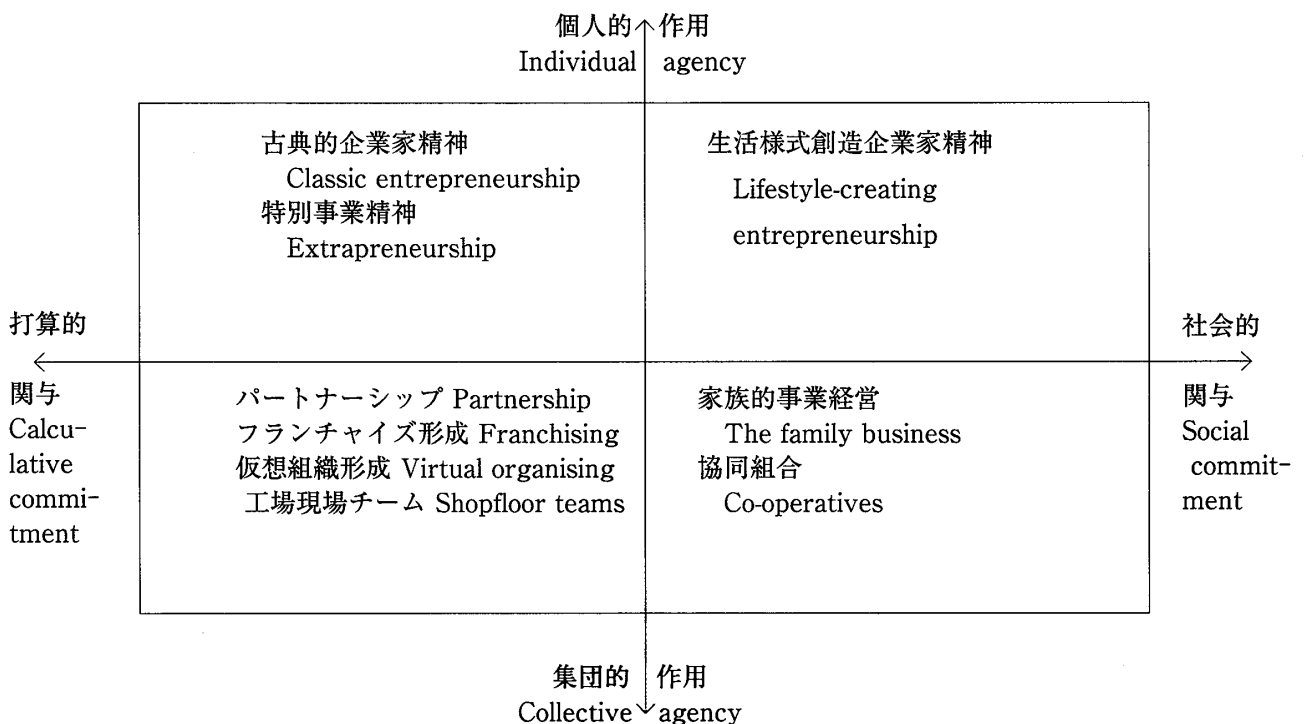 個人的 作用
Individual agency
古典的企業家精神
Classic entrepreneurship
特別事業精神
Extrapreneurship
生活様式創造企業家精神
Lifestyle-creating
entrepreneurship
打算的
関与
Calcu-
lative
commi-
tment
社会的
関与
Social
commit-
ment
パートナーシップ Partnership
フランチャイズ形成 Franchising
仮想組織形成 Virtual organising
工場現場チーム Shopfloor teams
家族的事業経営
The family business
協同組合
Co-operatives
集団的 作用
Collective agency